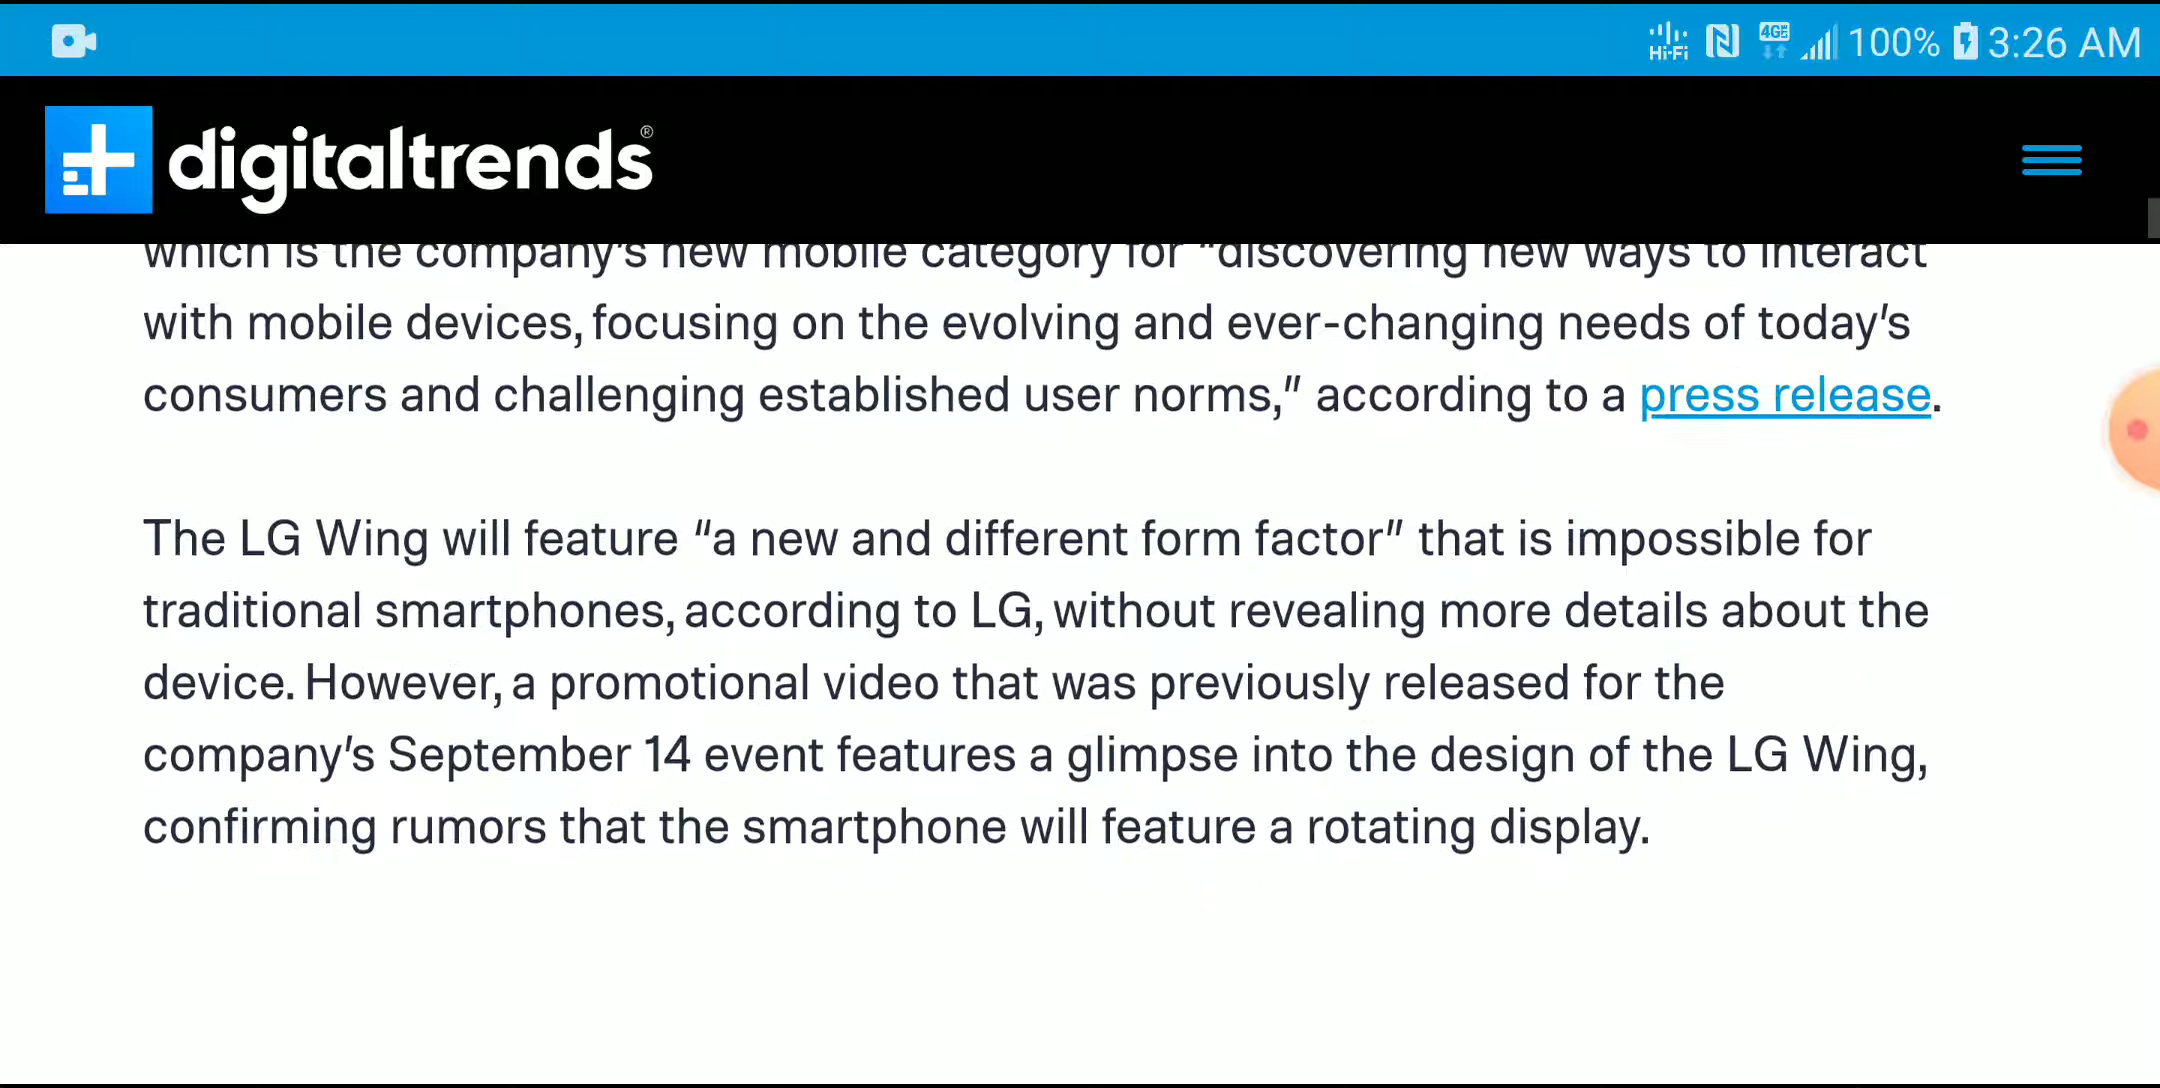 Hi-Fi 4GE 100% 3:26 AM
digitaltrends®
which is the company's new mobile category for “discovering new ways to interact
with mobile devices, focusing on the evolving and ever-changing needs of today's
consumers and challenging established user norms,” according to a press release.
The LG Wing will feature “a new and different form factor” that is impossible for
traditional smartphones, according to LG, without revealing more details about the
device. However, a promotional video that was previously released for the
company's September 14 event features a glimpse into the design of the LG Wing,
confirming rumors that the smartphone will feature a rotating display.